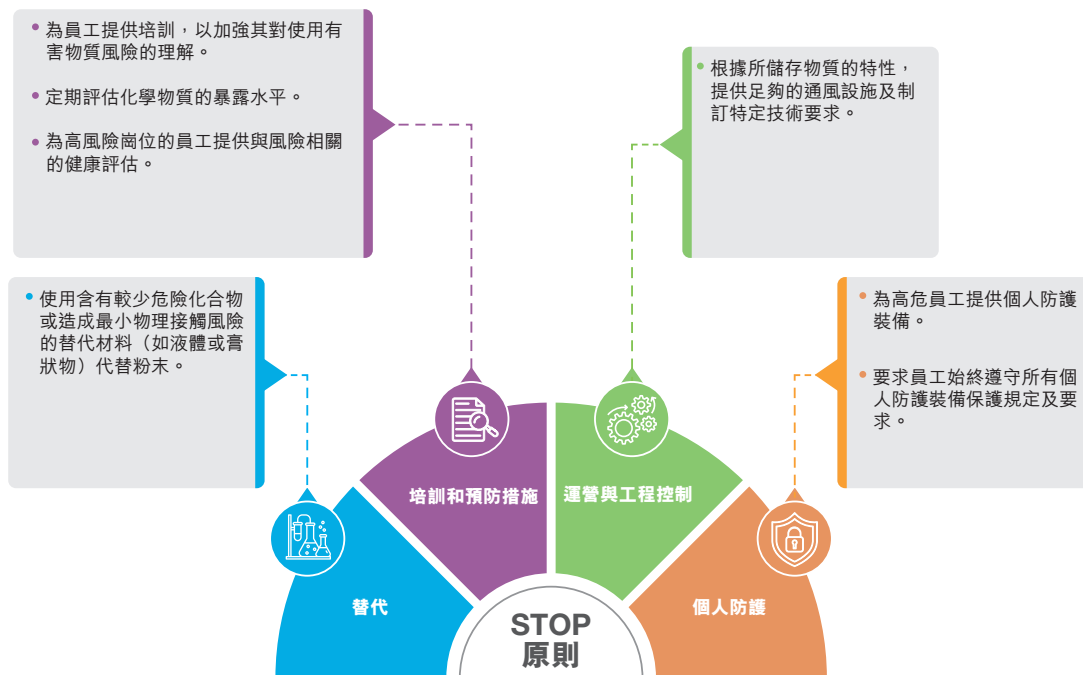 • 為員工提供培訓，以加強其對使用有
害物質風險的理解。
• 定期評估化學物質的暴露水平。
• 為高風險崗位的員工提供與風險相關
的健康評估。
• 根據所儲存物質的特性，
提供足夠的通風設施及制
訂特定技術要求。
• 使用含有較少危險化合物
或造成最小物理接觸風險
的替代材料（如液體或膏
狀物）代替粉末。
• 為高危員工提供個人防護
裝備。
• 要求員工始終遵守所有個
人防護裝備保護規定及要
求。
培訓和預防措施
運營與工程控制
替代
個人防護
STOP
原則